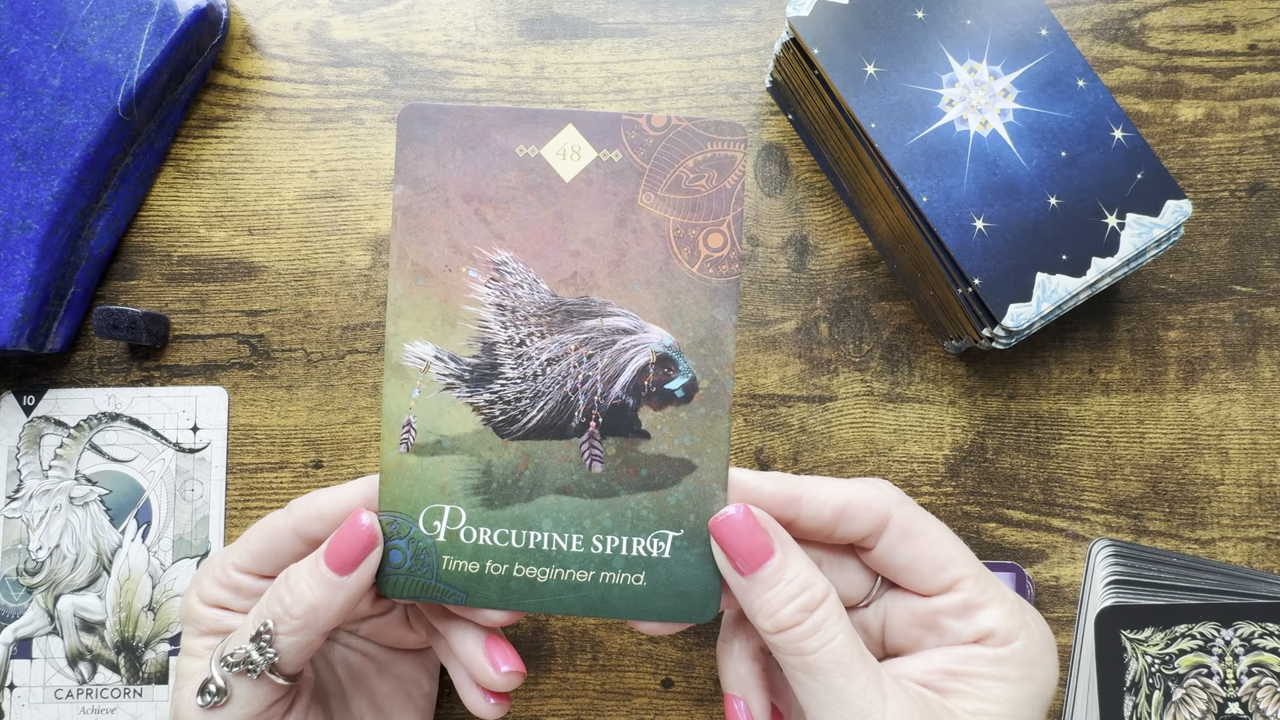 48
PORCUPINE SPIRIT
Time for beginner mind.
10
CAPRICORN
Achieve